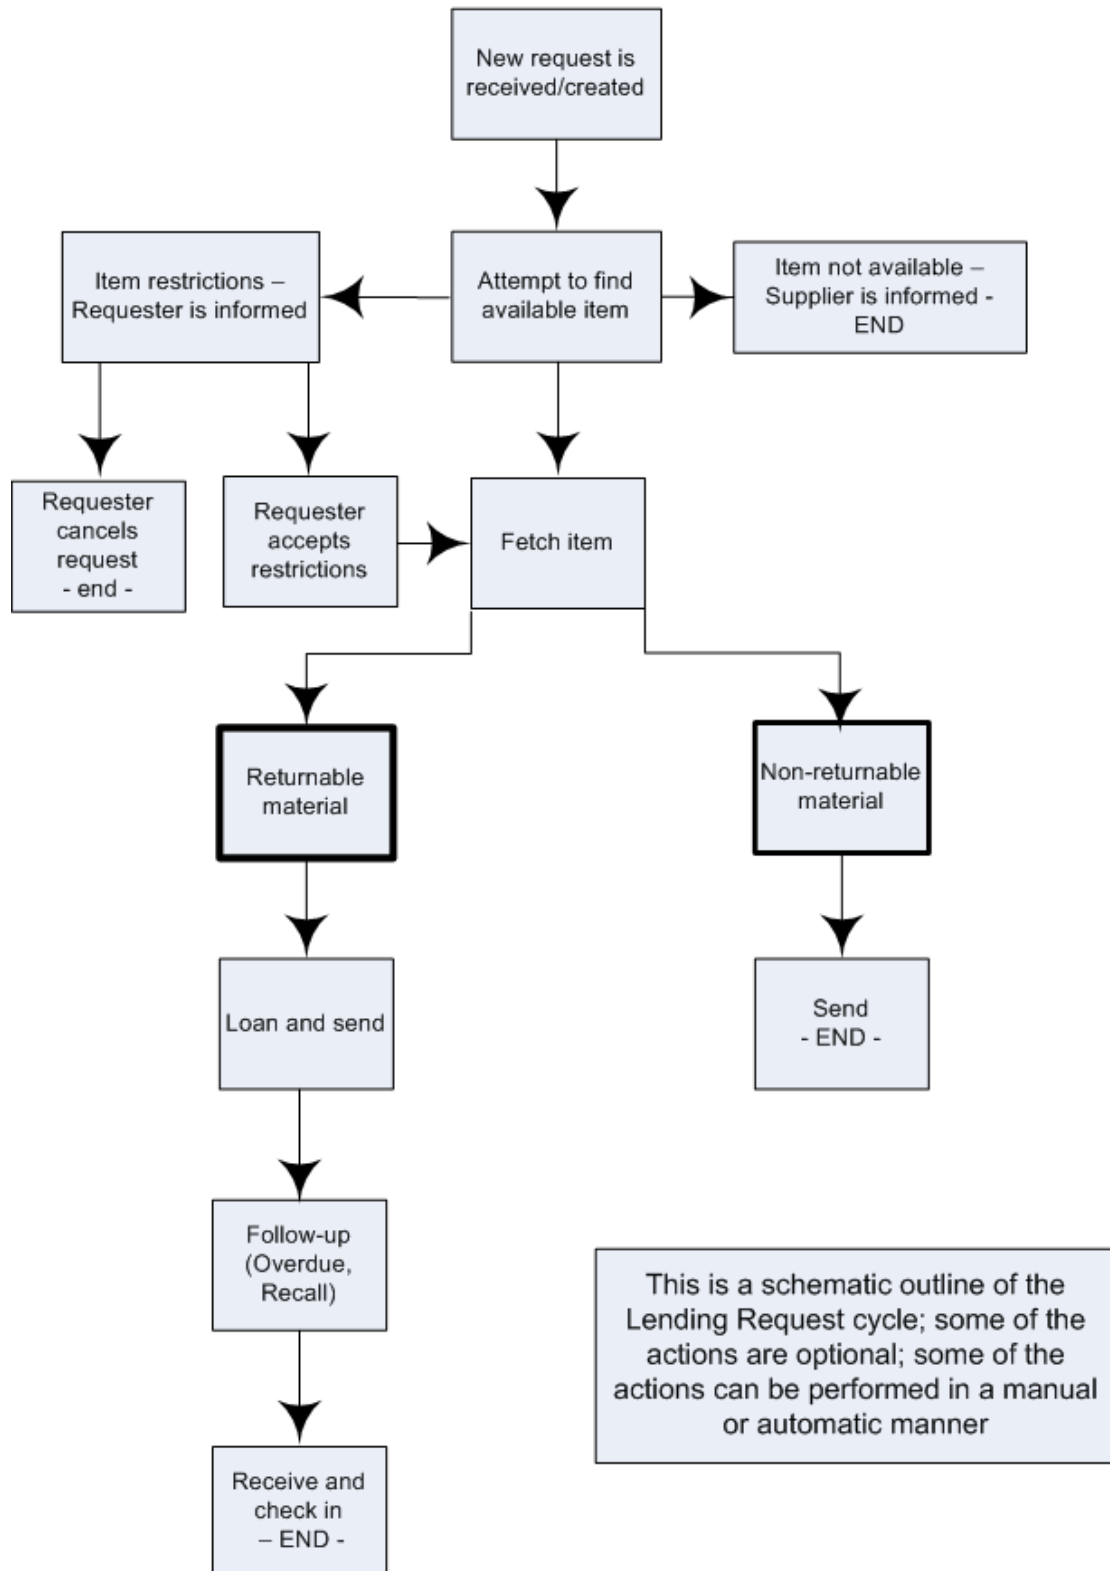 New request is
received/created
Item restrictions –
Requester is informed
Attempt to find
available item
Item not available –
Supplier is informed -
END
Requester
cancels
request
- end -
Requester
accepts
restrictions
Fetch item
Returnable
material
Non-returnable
material
Loan and send
Send
- END -
Follow-up
(Overdue,
Recall)
This is a schematic outline of the
Lending Request cycle; some of the
actions are optional; some of the
actions can be performed in a manual
or automatic manner
Receive and
check in
– END -